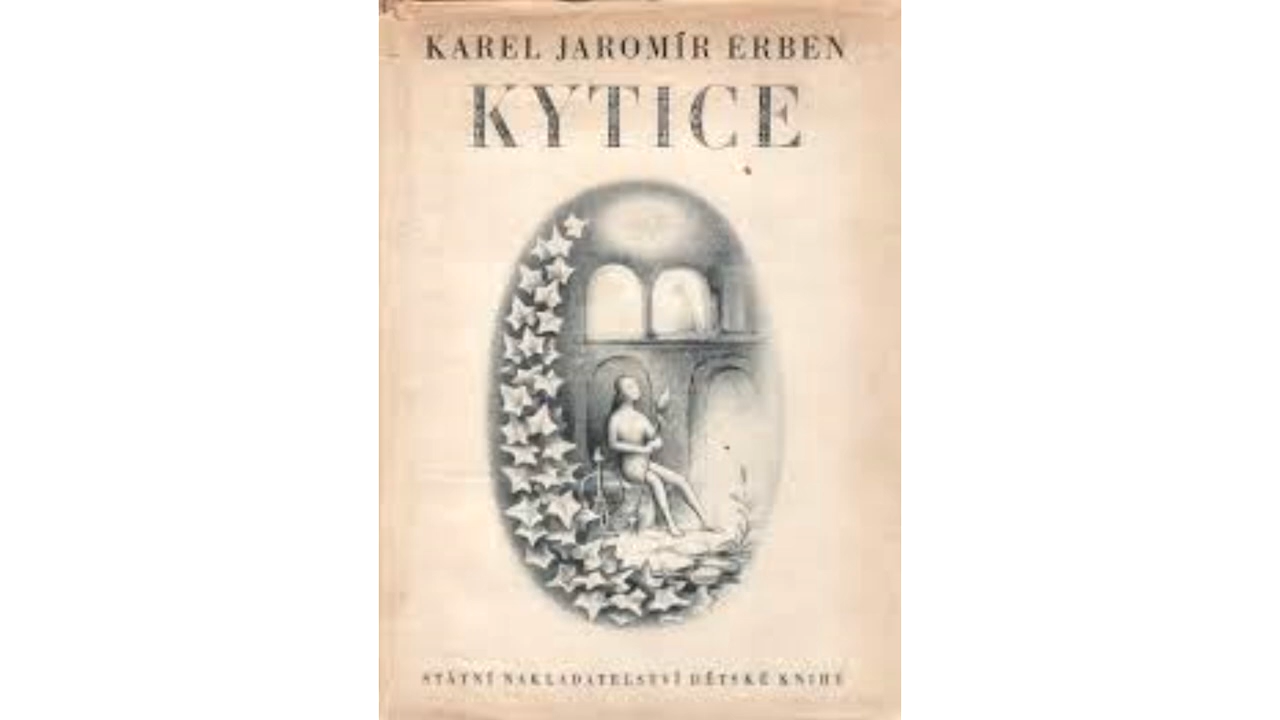 KAREL JAROMÍR ERBEN
KYTICE
STÁTNÍ NAKLADATELSTVÍ DĚTSKÉ KNIHY